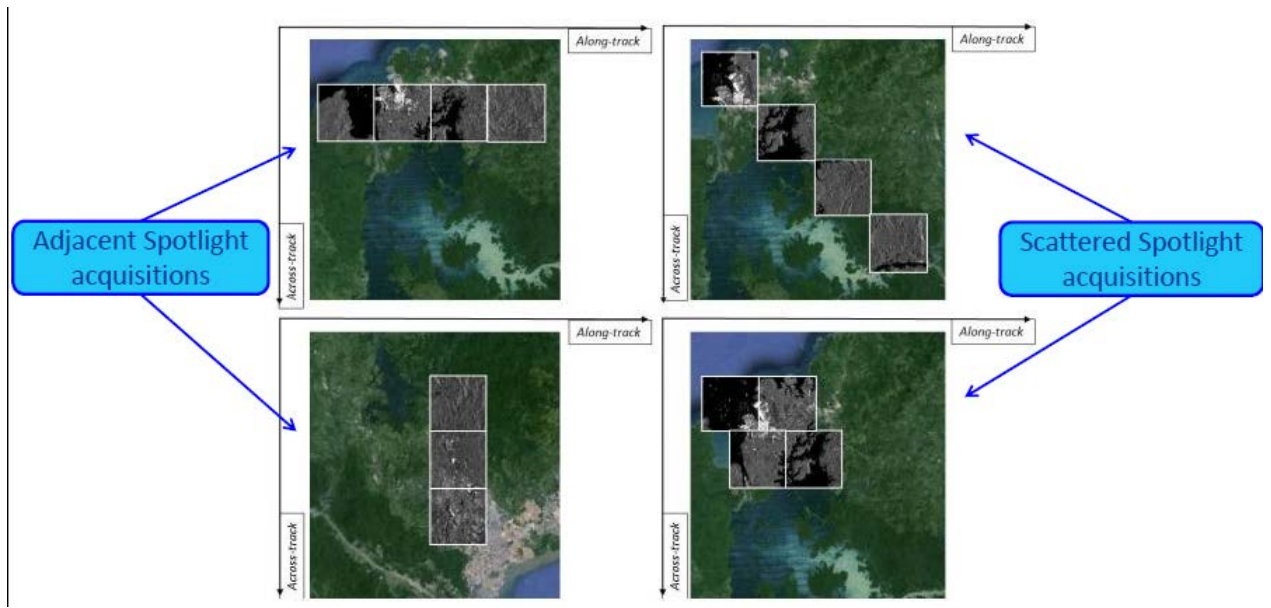 Along-track
Across-track
Along-track
Across-track
Adjacent Spotlight
acquisitions
Scattered Spotlight
acquisitions
Along-track
Across-track
Along-track
Across-track